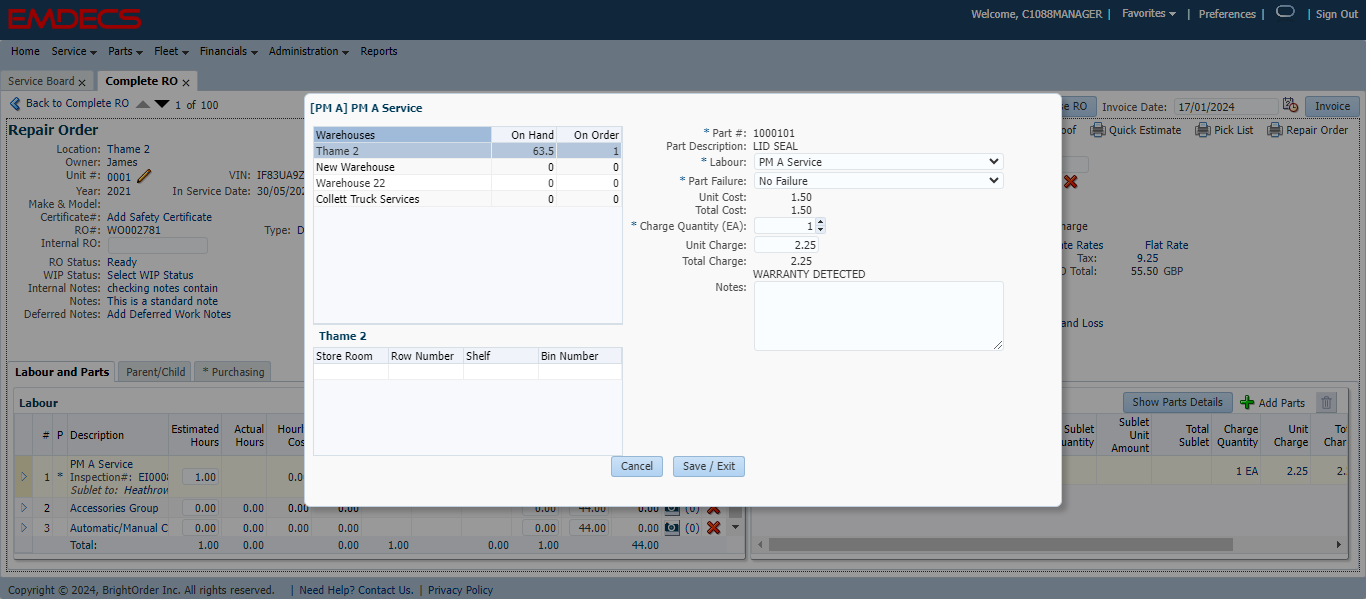 EMDECS
Welcome, C1088MANAGER | Favorites | Preferences | | Sign Out
Home Service Parts Fleet Financials Administration Reports
Service Board x Complete RO x
Back to Complete RO 1 of 100
RO Invoice Date: 17/01/2024 Invoice
Quick Estimate Pick List Repair Order
Repair Order
Location: Thame 2
Owner: James
Unit #: 0001 VIN: IF83UA9Z
Year: 2021 In Service Date: 30/05/202
Make & Model:
Certificate#: Add Safety Certificate
RO#: WO002781 Type: D
Internal RO:
RO Status: Ready
WIP Status: Select WIP Status
Internal Notes: checking notes contain
Notes: This is a standard note
Deferred Notes: Add Deferred Work Notes
[PM A] PM A Service
Warehouses On Hand On Order
Thame 2 63.5 1
New Warehouse 0 0
Warehouse 22 0 0
Collett Truck Services 0 0
Thame 2
Store Room Row Number Shelf Bin Number
* Part #: 1000101
Part Description: LID SEAL
* Labour: PM A Service
* Part Failure: No Failure
Unit Cost: 1.50
Total Cost: 1.50
* Charge Quantity (EA): 1
Unit Charge: 2.25
Total Charge: 2.25
WARRANTY DETECTED
Notes:
Cancel Save / Exit
harge
te Rates Flat Rate
Tax: 9.25
Total: 55.50 GBP
and Loss
Labour and Parts Parent/Child * Purchasing
Labour
Show Parts Details Add Parts
# P Description Estimated Hours Actual Hours Hourl Cos
Sublet uantity Sublet Unit Amount Total Sublet Charge Quantity Unit Charge Tot Char
1 * PM A Service 1.00 0.0
Inspection#: EI0008
Sublet to: Heathrow
1 EA 2.25 2.
2 Accessories Group 0.00 0.00 0.00 0.00 0.00 44.00 0.00 (0)
3 Automatic/Manual C 0.00 0.00 0.00 0.00 0.00 44.00 0.00 (0)
Total: 1.00 0.00 0.00 1.00 0.00 1.00 44.00
Copyright © 2024, BrightOrder Inc. All rights reserved. | Need Help? Contact Us. | Privacy Policy